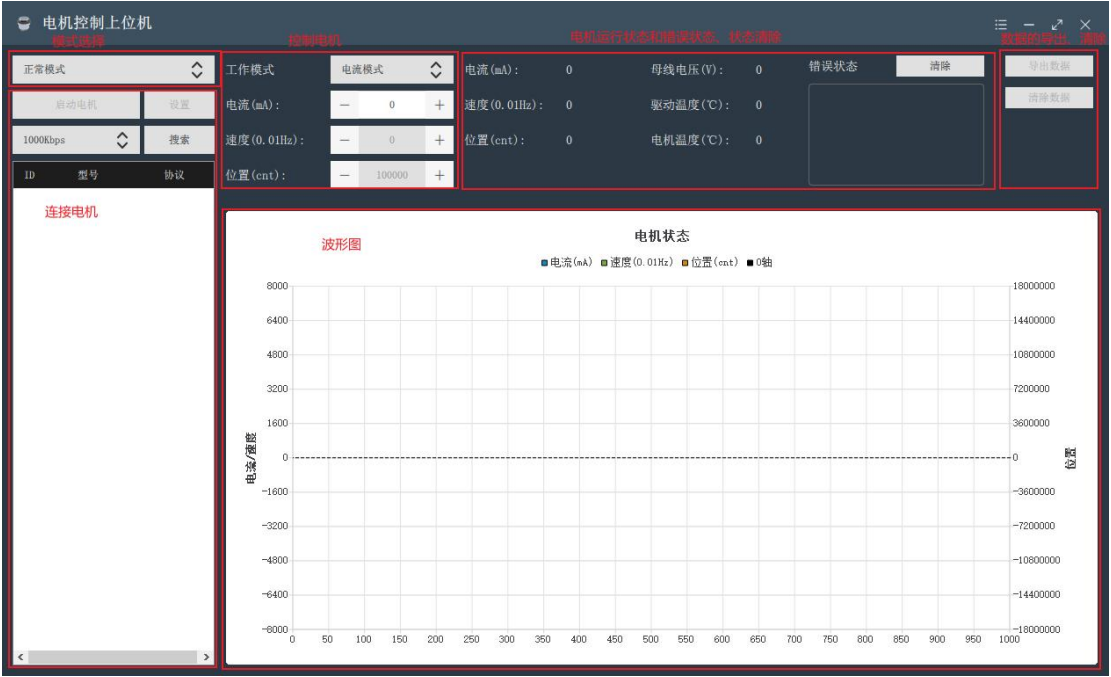 电机控制上位机
模式选择
控制电机
电机运行状态和错误状态、状态清除
数据的导出、清除
正常模式
启动电机 设置
1000Kbps 搜索
ID 型号 协议
连接电机
工作模式 电流模式
电流(mA): 0
速度(0.01Hz): 0
位置(cnt): 100000
电流(mA): 0 母线电压(V): 0
速度(0.01Hz): 0 驱动温度(℃): 0
位置(cnt): 0 电机温度(℃): 0
错误状态 清除
导出数据
清除数据
波形图
电机状态
电流(mA) 速度(0.01Hz) 位置(cnt) 0轴
8000 18000000
6400 14400000
4800 10800000
3200 7200000
1600 3600000
0 0
-1600 -3600000
-3200 -7200000
-4800 -10800000
-6400 -14400000
-8000 -18000000
电流/速度
位置
0 50 100 150 200 250 300 350 400 450 500 550 600 650 700 750 800 850 900 950 1000